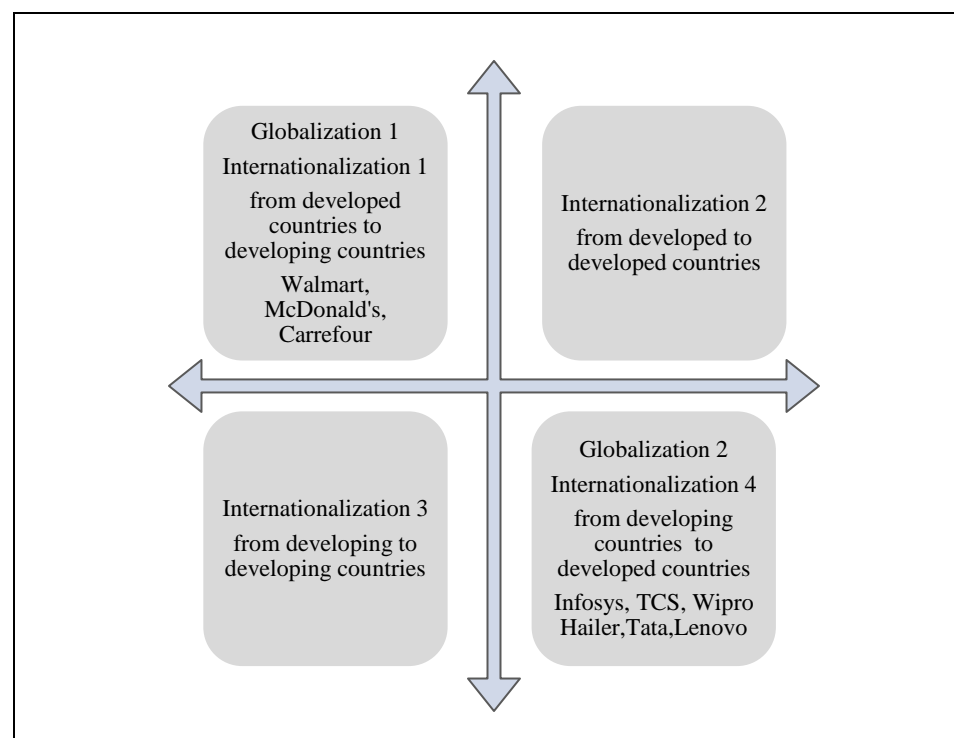 Globalization 1
Internationalization 1
from developed
countries to
developing countries
Walmart,
McDonald's,
Carrefour
Internationalization 2
from developed to
developed countries
Internationalization 3
from developing to
developing countries
Globalization 2
Internationalization 4
from developing
countries to
developed countries
Infosys, TCS, Wipro
Hailer,Tata,Lenovo